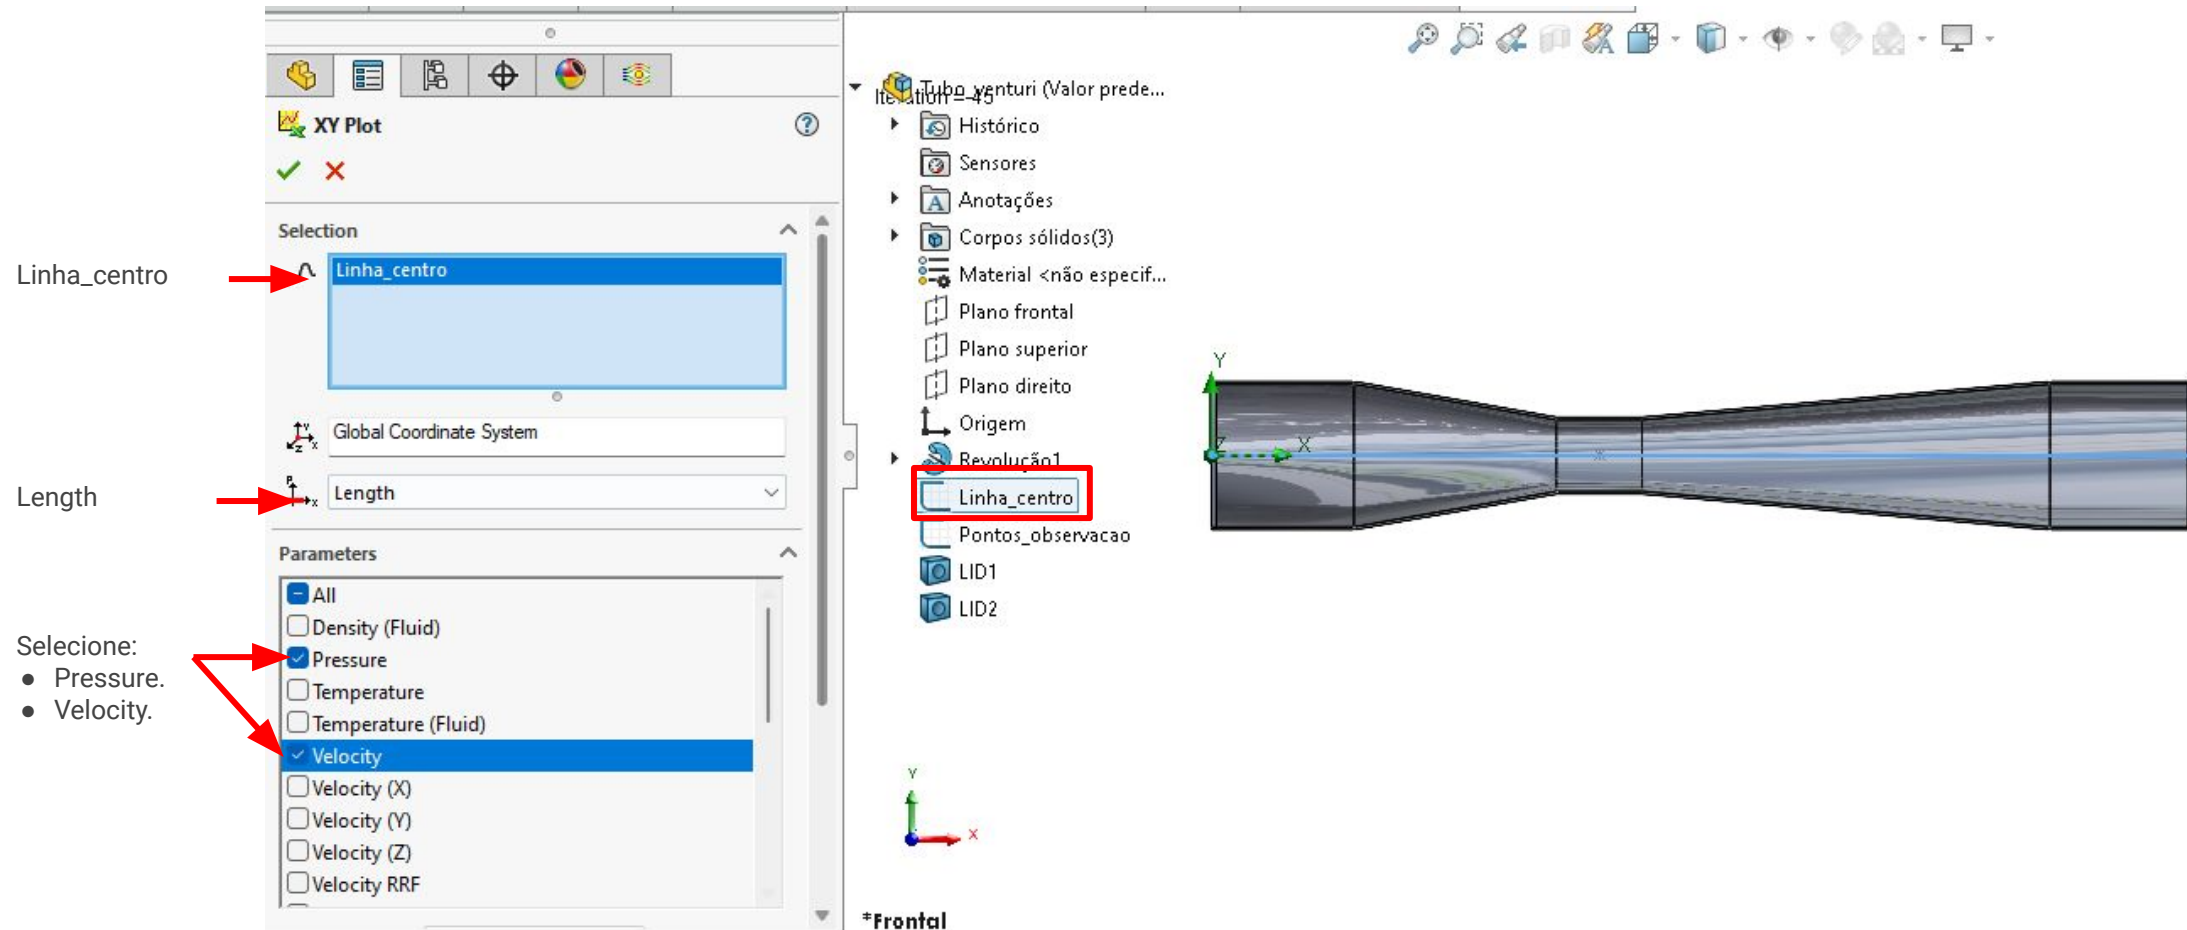 Linha_centro
Length
Selecione:
● Pressure.
● Velocity.
XY Plot
?
Selection
Linha_centro
Global Coordinate System
Length
Parameters
All
Density (Fluid)
Pressure
Temperature
Temperature (Fluid)
Velocity
Velocity (X)
Velocity (Y)
Velocity (Z)
Velocity RRF
Tubo_venturi (Valor prede...
Iteration = 45
Histórico
Sensores
Anotações
Corpos sólidos(3)
Material <não especif...
Plano frontal
Plano superior
Plano direito
Origem
Revolução1
Linha_centro
Pontos_observacao
LID1
LID2
Y
Z
X
Y
X
*Frontal